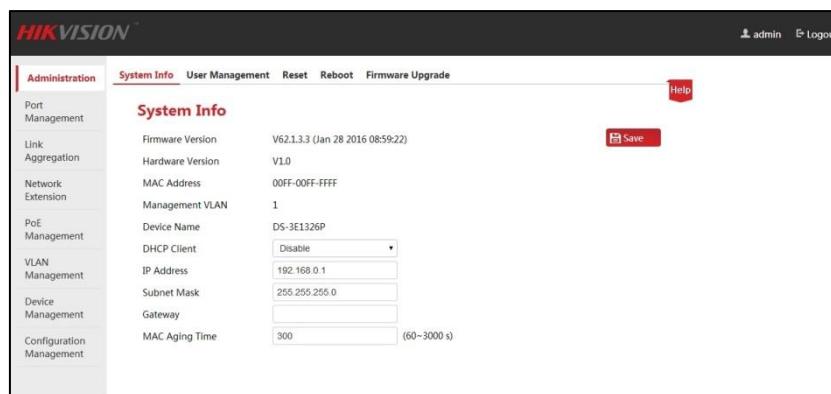 HIKVISION
admin Logou
Administration
Port
Management
Link
Aggregation
Network
Extension
PoE
Management
VLAN
Management
Device
Management
Configuration
Management
System Info User Management Reset Reboot Firmware Upgrade
Help
System Info
Save
Firmware Version V62.1.3.3 (Jan 28 2016 08:59:22)
Hardware Version V1.0
MAC Address 00FF-00FF-FFFF
Management VLAN 1
Device Name DS-3E1326P
DHCP Client Disable
IP Address 192.168.0.1
Subnet Mask 255.255.255.0
Gateway
MAC Aging Time 300 (60~3000 s)